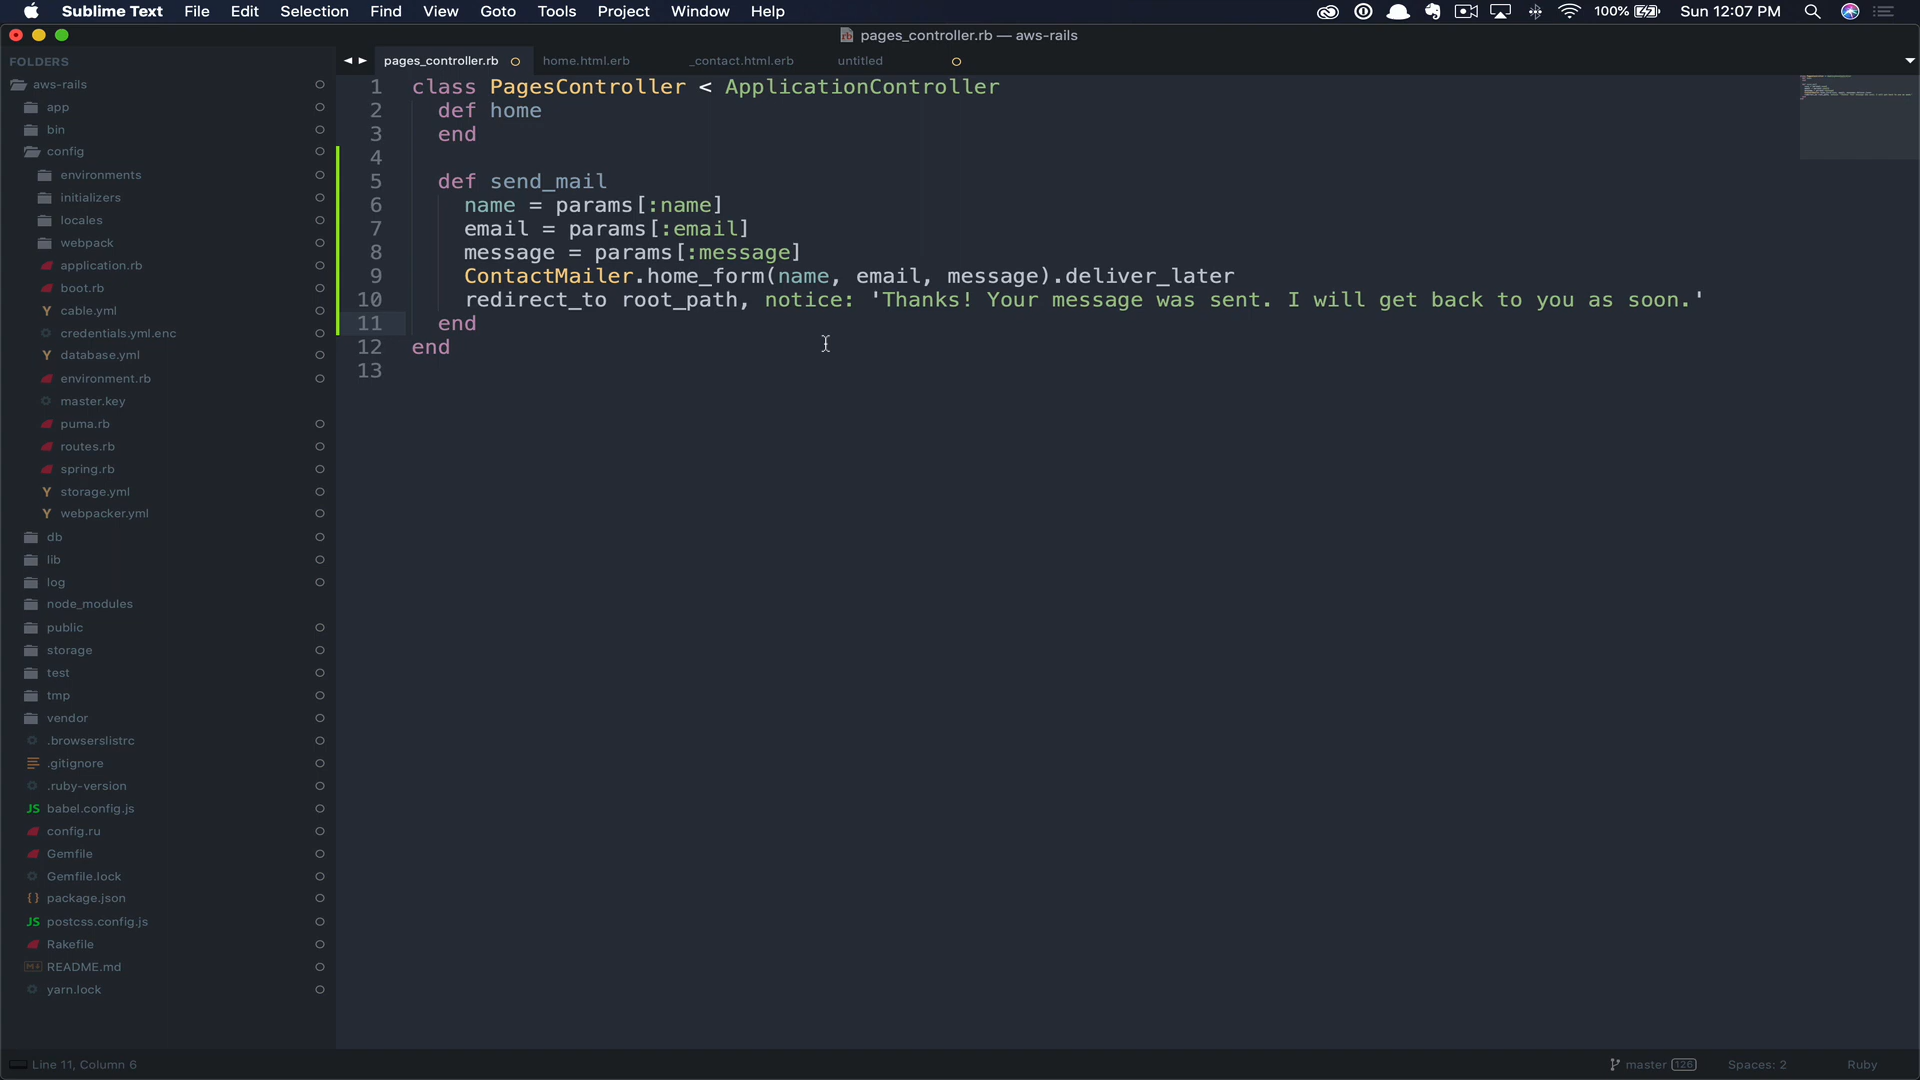 Sublime Text File Edit Selection Find View Goto Tools Project Window Help 100% Sun 12:07 PM
pages_controller.rb — aws-rails
FOLDERS
aws-rails
app
bin
config
environments
initializers
locales
webpack
application.rb
boot.rb
cable.yml
credentials.yml.enc
database.yml
environment.rb
master.key
puma.rb
routes.rb
spring.rb
storage.yml
webpacker.yml
db
lib
log
node_modules
public
storage
test
tmp
vendor
.browserslistrc
.gitignore
.ruby-version
JS babel.config.js
config.ru
Gemfile
Gemfile.lock
package.json
JS postcss.config.js
Rakefile
README.md
yarn.lock
pages_controller.rb home.html.erb _contact.html.erb untitled
1 class PagesController < ApplicationController
2 def home
3 end
4
5 def send_mail
6 name = params[:name]
7 email = params[:email]
8 message = params[:message]
9 ContactMailer.home_form(name, email, message).deliver_later
10 redirect_to root_path, notice: 'Thanks! Your message was sent. I will get back to you as soon.'
11 end
12 end
13
Line 11, Column 6 master 126 Spaces: 2 Ruby